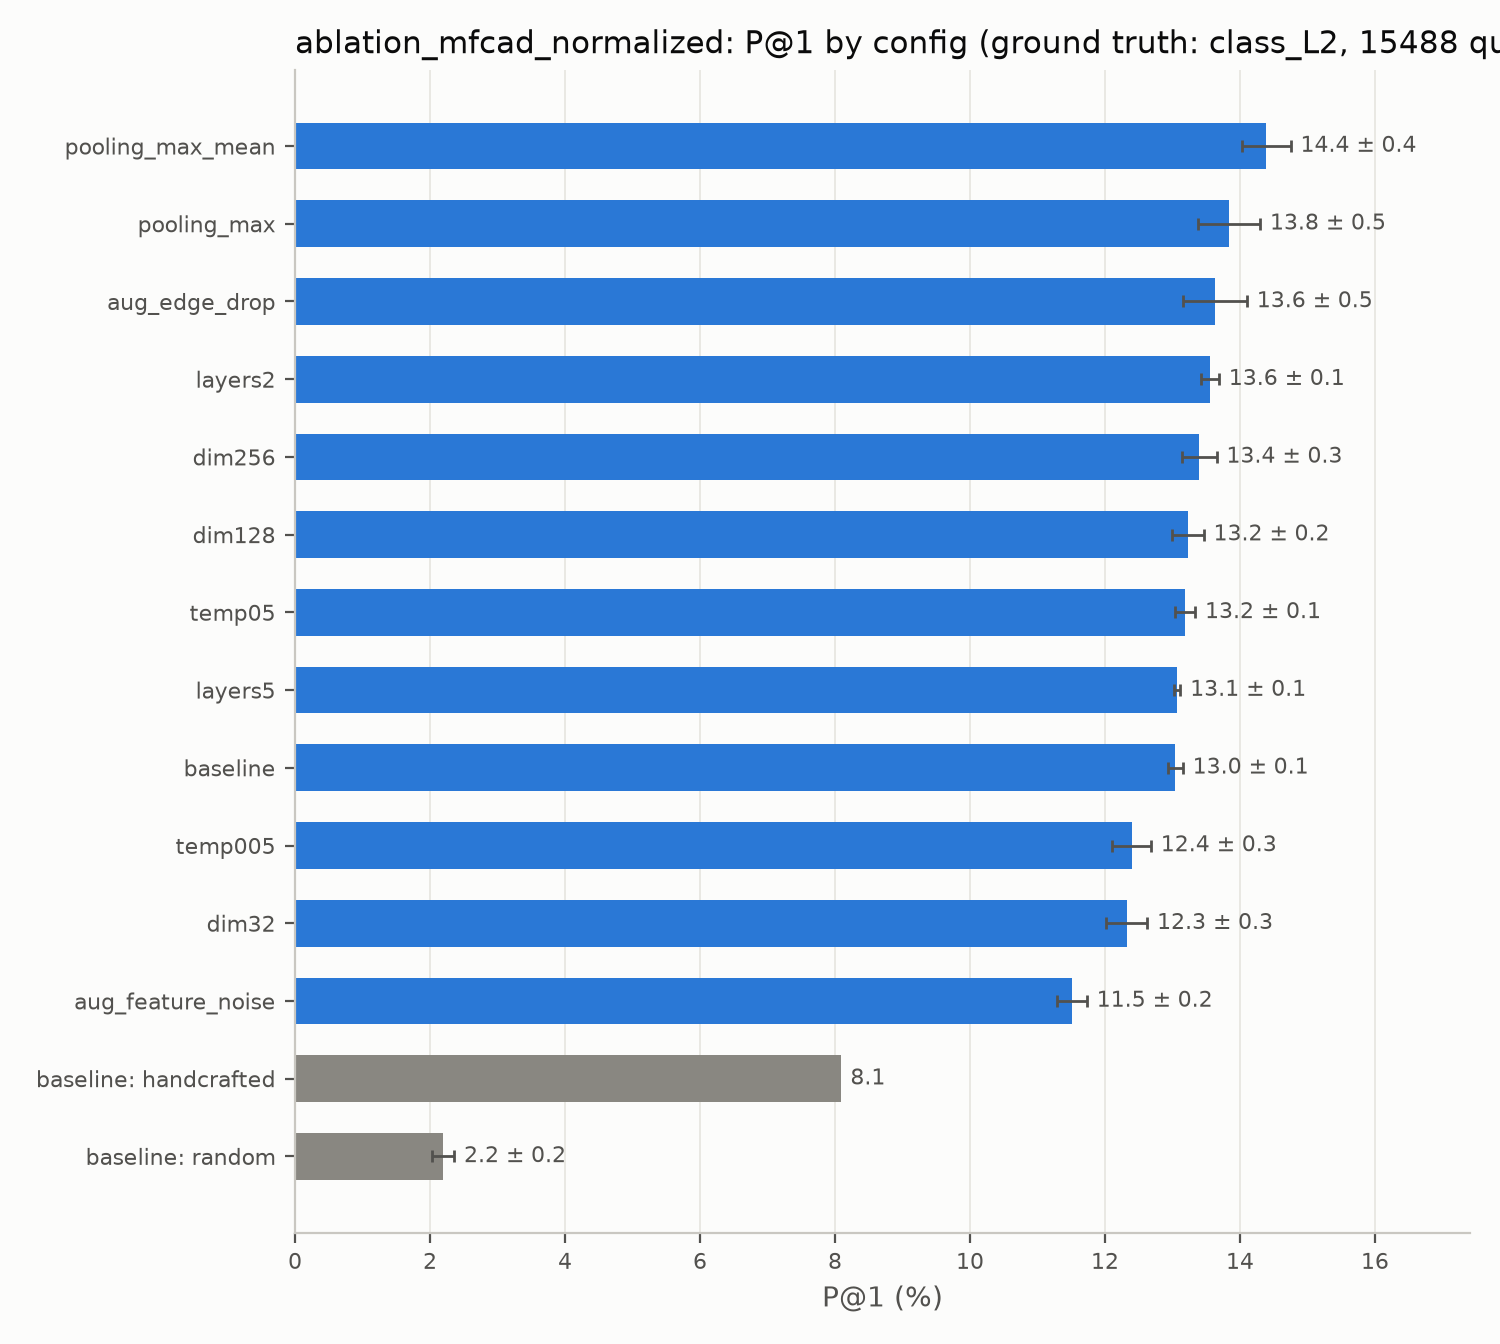 ablation_mfcad_normalized: P@1 by config (ground truth: class_L2, 15488 qu
pooling_max_mean 14.4 ± 0.4
pooling_max 13.8 ± 0.5
aug_edge_drop 13.6 ± 0.5
layers2 13.6 ± 0.1
dim256 13.4 ± 0.3
dim128 13.2 ± 0.2
temp05 13.2 ± 0.1
layers5 13.1 ± 0.1
baseline 13.0 ± 0.1
temp005 12.4 ± 0.3
dim32 12.3 ± 0.3
aug_feature_noise 11.5 ± 0.2
baseline: handcrafted 8.1
baseline: random 2.2 ± 0.2
0 2 4 6 8 10 12 14 16
P@1 (%)